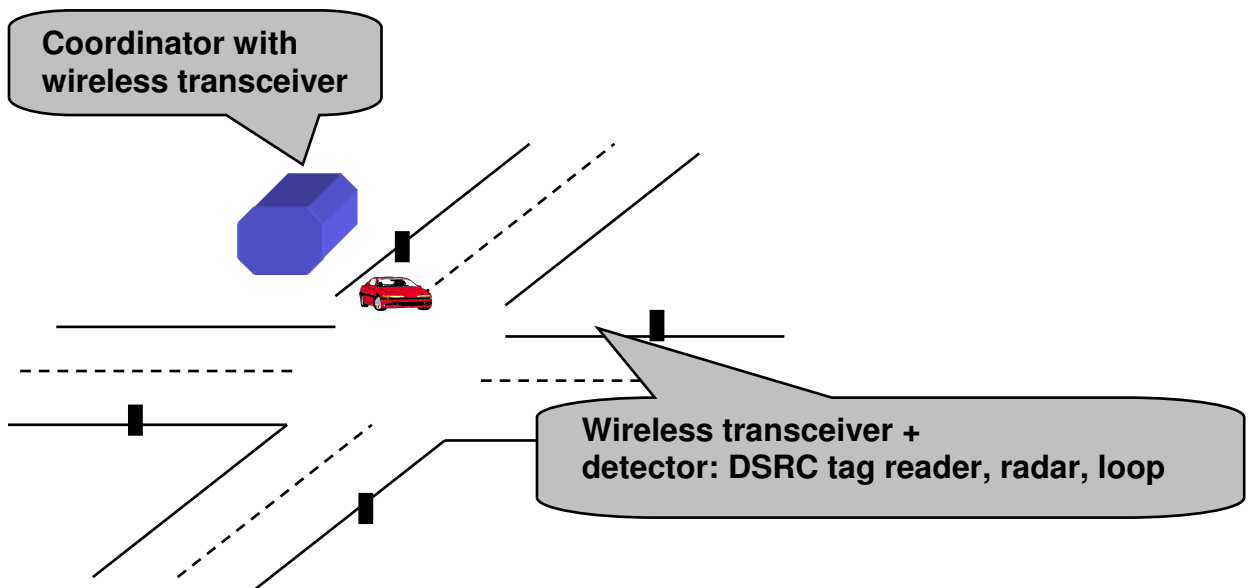 Coordinator with
wireless transceiver
Wireless transceiver +
detector: DSRC tag reader, radar, loop